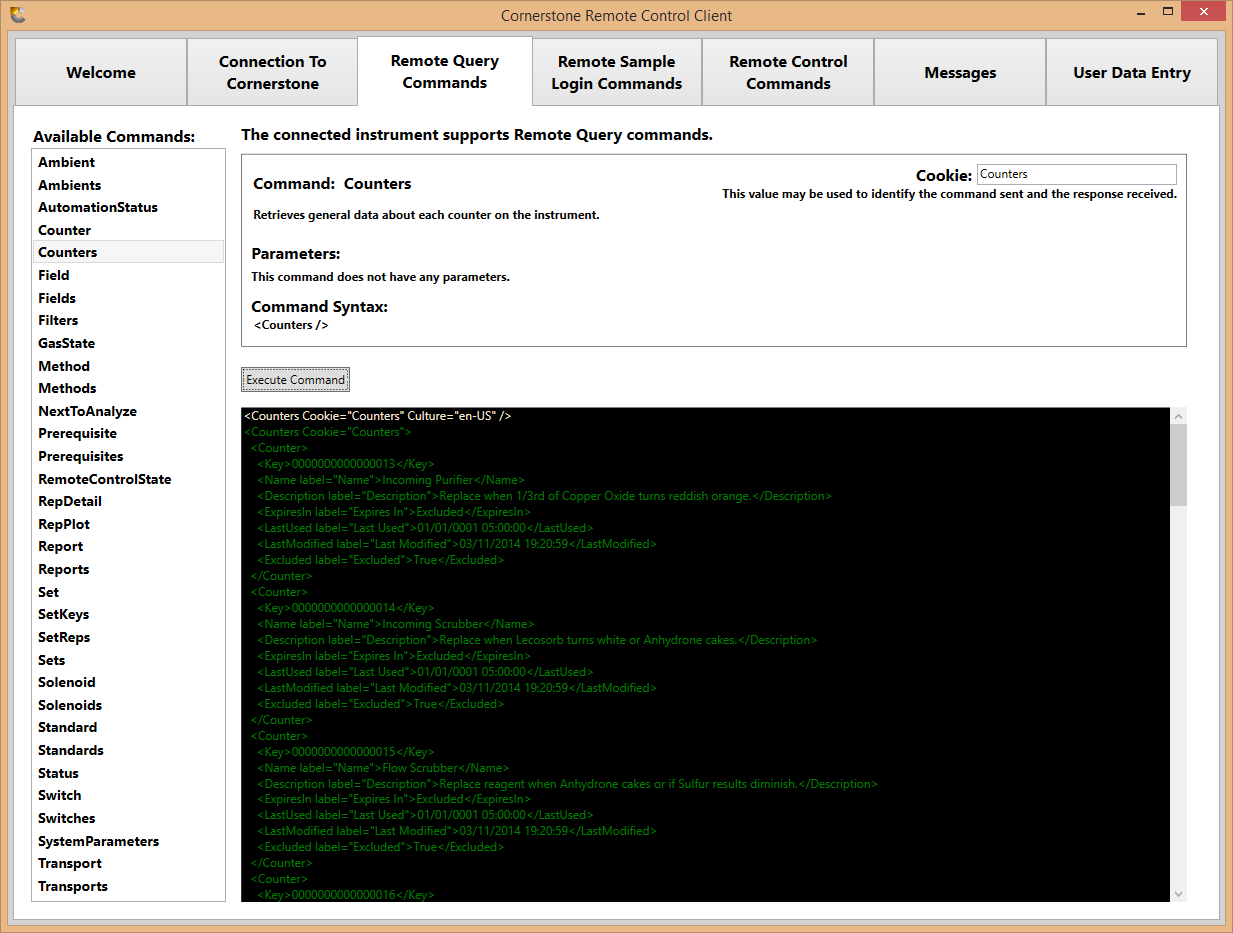 Cornerstone Remote Control Client
Welcome
Connection To
Cornerstone
Remote Query
Commands
Remote Sample
Login Commands
Remote Control
Commands
Messages
User Data Entry
Available Commands:
Ambient
Ambients
AutomationStatus
Counter
Counters
Field
Fields
Filters
GasState
Method
Methods
NextToAnalyze
Prerequisite
Prerequisites
RemoteControlState
RepDetail
RepPlot
Report
Reports
Set
SetKeys
SetReps
Sets
Solenoid
Solenoids
Standard
Standards
Status
Switch
Switches
SystemParameters
Transport
Transports
The connected instrument supports Remote Query commands.
Command: Counters
Cookie: Counters
This value may be used to identify the command sent and the response received.
Retrieves general data about each counter on the instrument.
Parameters:
This command does not have any parameters.
Command Syntax:
<Counters />
Execute Command
<Counters Cookie="Counters" Culture="en-US" />
<Counters Cookie="Counters">
<Counter>
<Key>0000000000000013</Key>
<Name label="Name">Incoming Purifier</Name>
<Description label="Description">Replace when 1/3rd of Copper Oxide turns reddish orange.</Description>
<ExpiresIn label="Expires In">Excluded</ExpiresIn>
<LastUsed label="Last Used">01/01/0001 05:00:00</LastUsed>
<LastModified label="Last Modified">03/11/2014 19:20:59</LastModified>
<Excluded label="Excluded">True</Excluded>
</Counter>
<Counter>
<Key>0000000000000014</Key>
<Name label="Name">Incoming Scrubber</Name>
<Description label="Description">Replace when Lecosorb turns white or Anhydrone cakes.</Description>
<ExpiresIn label="Expires In">Excluded</ExpiresIn>
<LastUsed label="Last Used">01/01/0001 05:00:00</LastUsed>
<LastModified label="Last Modified">03/11/2014 19:20:59</LastModified>
<Excluded label="Excluded">True</Excluded>
</Counter>
<Counter>
<Key>0000000000000015</Key>
<Name label="Name">Flow Scrubber</Name>
<Description label="Description">Replace reagent when Anhydrone cakes or if Sulfur results diminish.</Description>
<ExpiresIn label="Expires In">Excluded</ExpiresIn>
<LastUsed label="Last Used">01/01/0001 05:00:00</LastUsed>
<LastModified label="Last Modified">03/11/2014 19:20:59</LastModified>
<Excluded label="Excluded">True</Excluded>
</Counter>
<Counter>
<Key>0000000000000016</Key>